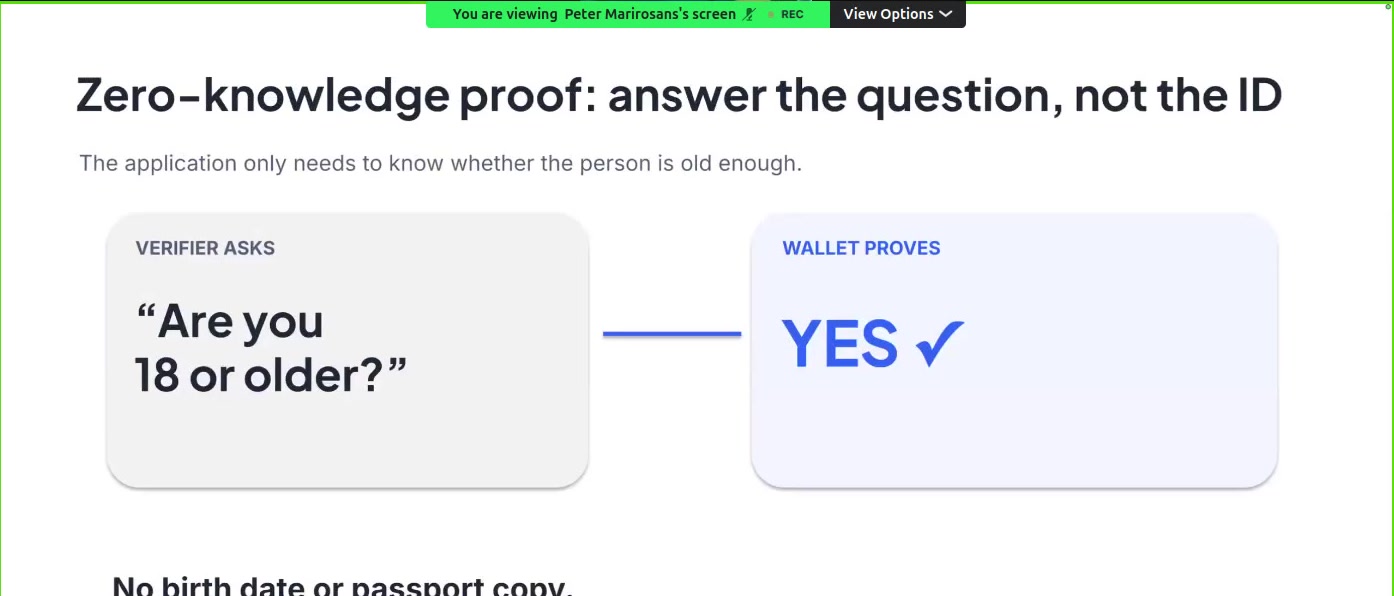 You are viewing Peter Marirosans's screen REC View Options
Zero-knowledge proof: answer the question, not the ID
The application only needs to know whether the person is old enough.
VERIFIER ASKS
“Are you
18 or older?”
WALLET PROVES
YES ✓
No birth date or passport copy.